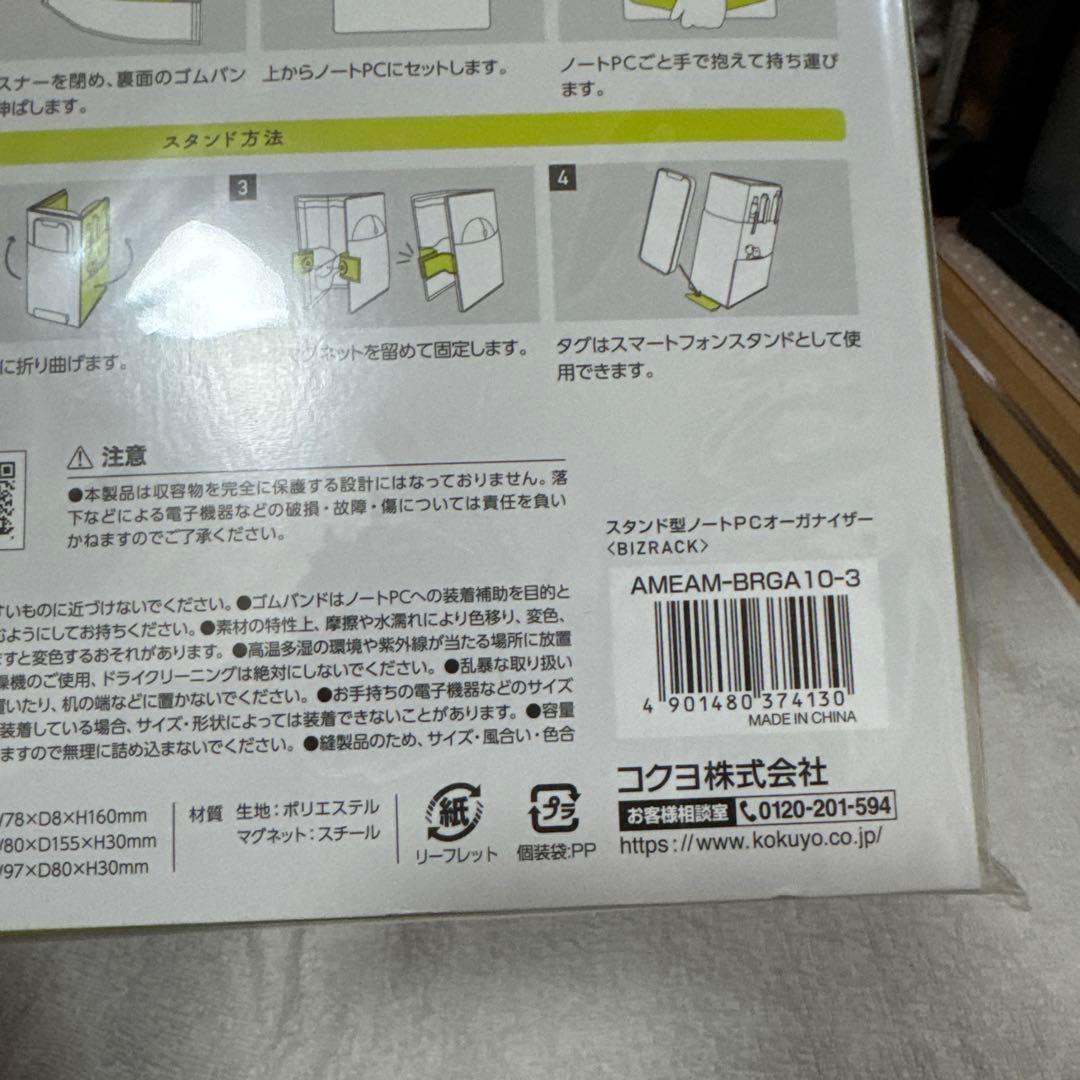 スナーを閉め、裏面のゴムバン
伸ばします。
上からノートPCにセットします。
ノートPCごと手で抱えて持ち運び
ます。
スタンド方法
3
4
に折り曲げます。
マグネットを留めて固定します。
タグはスマートフォンスタンドとして使
用できます。
注意
●本製品は収容物を完全に保護する設計にはなっておりません。落
下などによる電子機器などの破損・故障・傷については責任を負い
かねますのでご了承ください。
すいものに近づけないでください。●ゴムバンドはノートPCへの装着補助を目的と
ようにしてお持ちください。●素材の特性上、摩擦や水濡れにより色移り、変色、
ますと変色するおそれがあります。●高温多湿の環境や紫外線が当たる場所に放置
燥機のご使用、ドライクリーニングは絶対にしないでください。●乱暴な取り扱い
置いたり、机の端などに置かないでください。●お手持ちの電子機器などのサイズ
装着している場合、サイズ・形状によっては装着できないことがあります。●容量
ますので無理に詰め込まないでください。●縫製品のため、サイズ・風合い・色合
W78×D8×H160mm
W80×D155×H30mm
W97×D80×H30mm
材質 生地：ポリエステル
マグネット：スチール
紙
リーフレット
プラ
個装袋:PP
スタンド型ノートPCオーガナイザー
〈BIZRACK〉
AMEAM-BRGA10-3
4 901480 374130
MADE IN CHINA
コクヨ株式会社
お客様相談室 0120-201-594
https://www.kokuyo.co.jp/